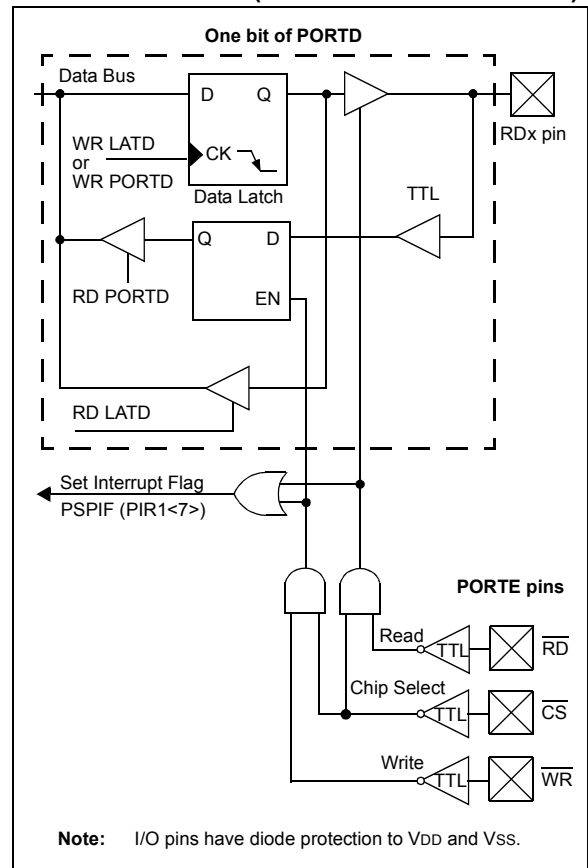 One bit of PORTD
Data Bus
D Q
WR LATD
or
WR PORTD
CK
Data Latch
RDx pin
TTL
Q D
EN
RD PORTD
RD LATD
Set Interrupt Flag
PSPIF (PIR1<7>)
PORTE pins
Read
TTL
RD
Chip Select
TTL
CS
Write
TTL
WR
Note: I/O pins have diode protection to VDD and VSS.